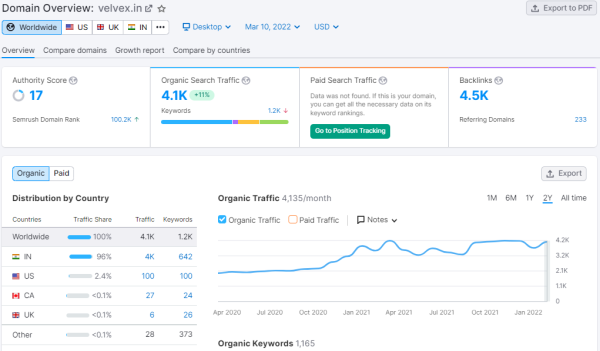 Domain Overview: velvex.in
Export to PDF
Worldwide US UK IN ••• Desktop Mar 10, 2022 USD
Overview Compare domains Growth report Compare by countries
Authority Score
17
Semrush Domain Rank 100.2K ↑
Organic Search Traffic
4.1K +11%
Keywords 1.2K ↓
Paid Search Traffic
Data was not found. If this is your domain,
you can get all the necessary data on its
keyword rankings.
Go to Position Tracking
Backlinks
4.5K
Referring Domains 233
Organic Paid
Export
Distribution by Country
Countries Traffic Share Traffic Keywords
Worldwide 100% 4.1K 1.2K
IN 96% 4K 642
US 2.4% 100 100
CA <0.1% 27 24
UK <0.1% 6 26
Other <0.1% 28 373
Organic Traffic 4,135/month
1M 6M 1Y 2Y All time
Organic Traffic Paid Traffic Notes
4.2K
3.2K
2.1K
1.1K
0
Apr 2020 Jul 2020 Oct 2020 Jan 2021 Apr 2021 Jul 2021 Oct 2021 Jan 2022
Organic Keywords 1,165